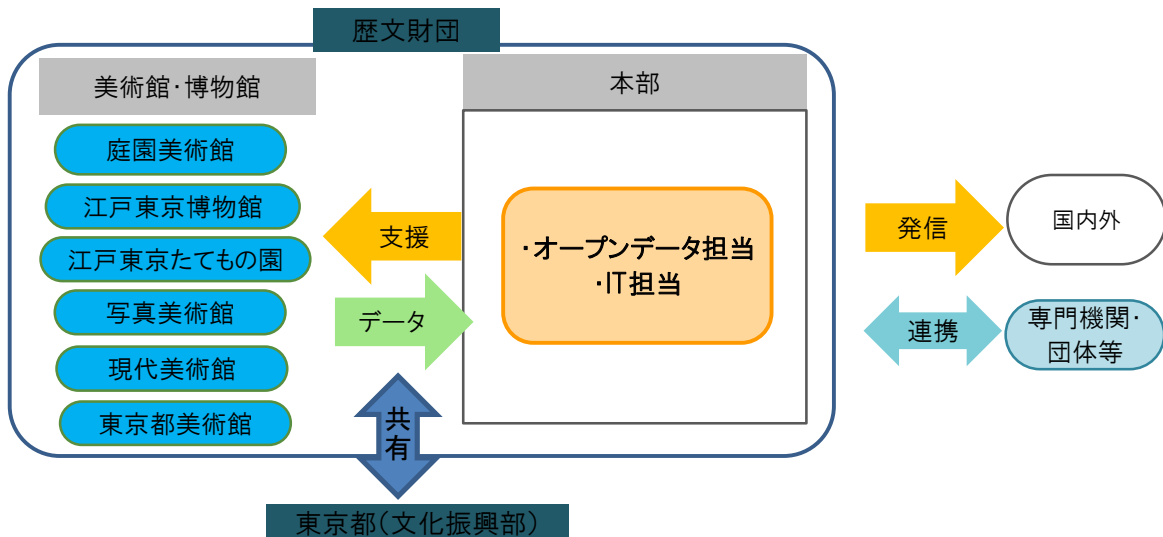 歴文財団
美術館・博物館
庭園美術館
江戸東京博物館
江戸東京たてもの園
写真美術館
現代美術館
東京都美術館
支援
データ
本部
・オープンデータ担当
・IT担当
共
有
東京都（文化振興部）
発信
国内外
連携
専門機関・
団体等